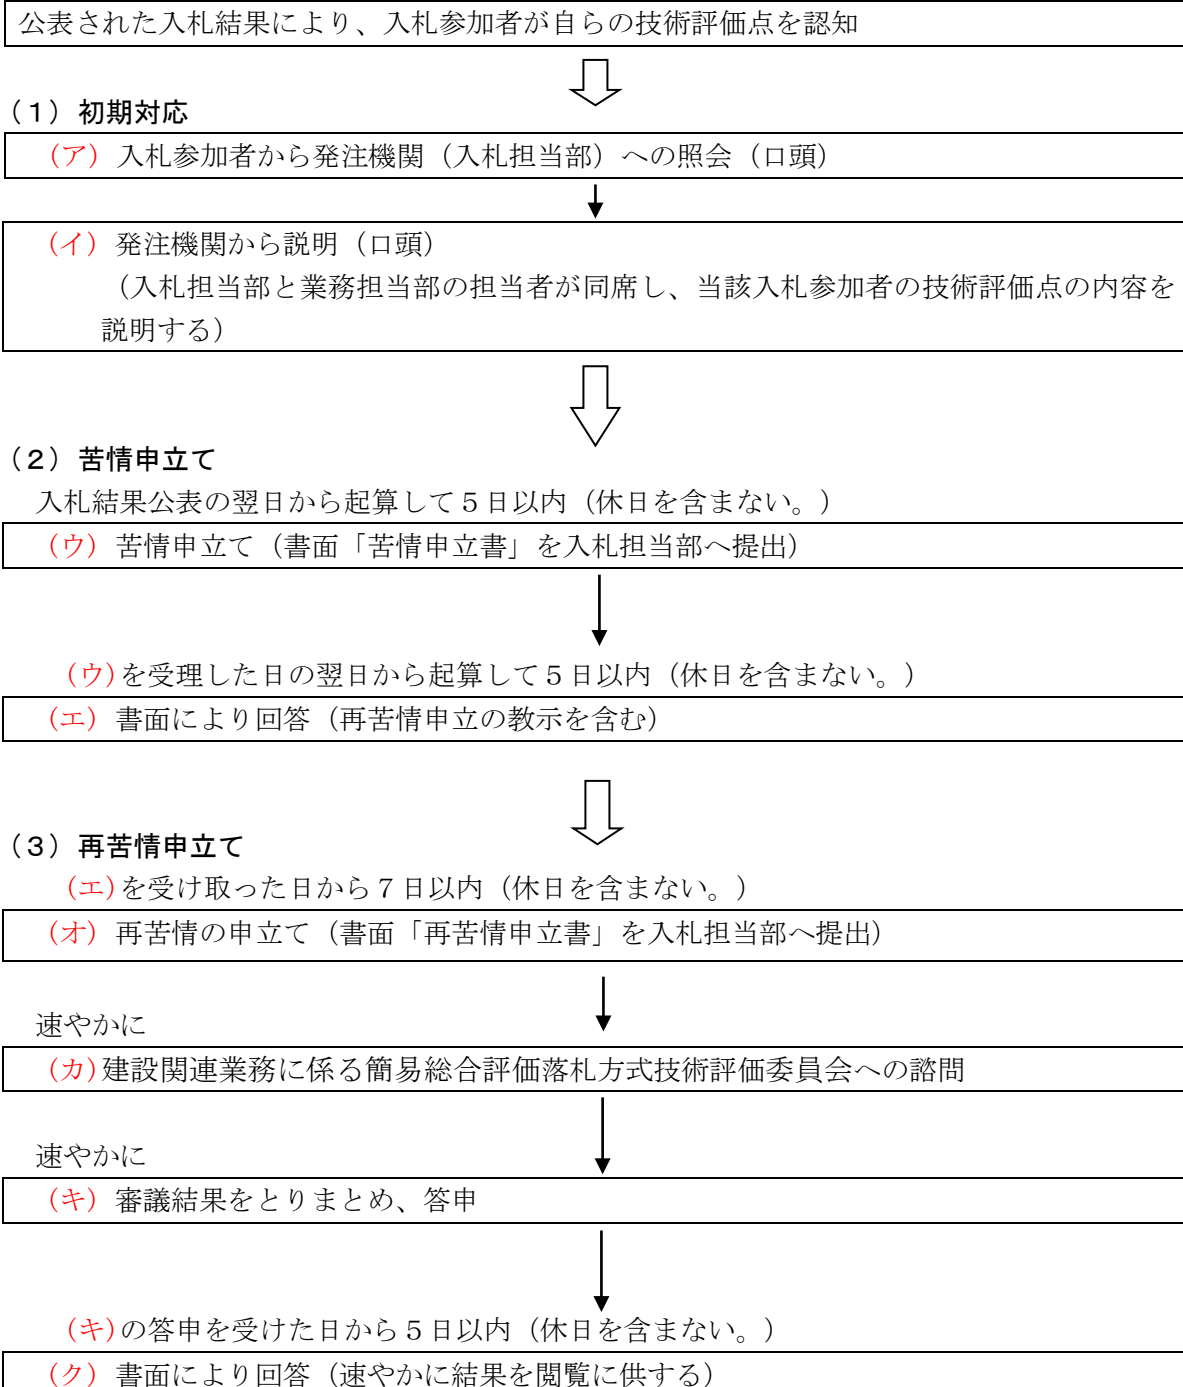 公表された入札結果により、入札参加者が自らの技術評価点を認知
（１）初期対応
（ア）入札参加者から発注機関（入札担当部）への照会（口頭）
（イ）発注機関から説明（口頭）
（入札担当部と業務担当部の担当者が同席し、当該入札参加者の技術評価点の内容を
説明する）
（２）苦情申立て
入札結果公表の翌日から起算して５日以内（休日を含まない。）
（ウ）苦情申立て（書面「苦情申立書」を入札担当部へ提出）
（ウ）を受理した日の翌日から起算して５日以内（休日を含まない。）
（エ）書面により回答（再苦情申立の教示を含む）
（３）再苦情申立て
（エ）を受け取った日から７日以内（休日を含まない。）
（オ）再苦情の申立て（書面「再苦情申立書」を入札担当部へ提出）
速やかに
（カ）建設関連業務に係る簡易総合評価落札方式技術評価委員会への諮問
速やかに
（キ）審議結果をとりまとめ、答申
（キ）の答申を受けた日から５日以内（休日を含まない。）
（ク）書面により回答（速やかに結果を閲覧に供する）